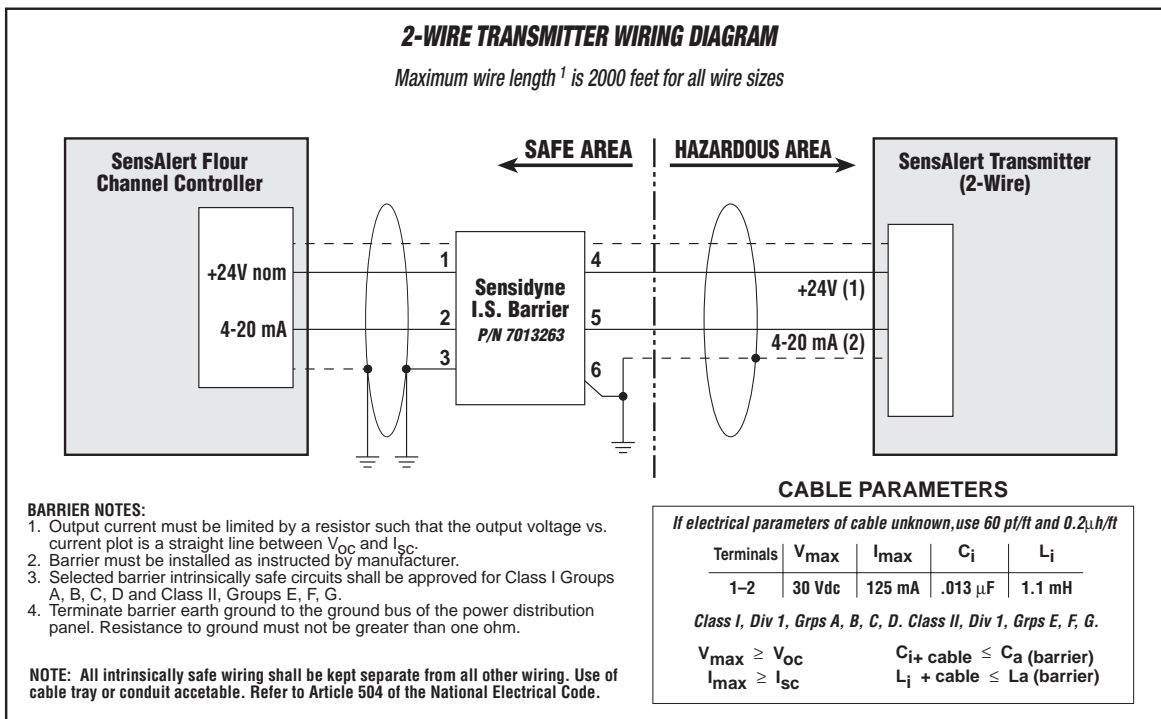 2-WIRE TRANSMITTER WIRING DIAGRAM
Maximum wire length 1 is 2000 feet for all wire sizes
SensAlert Flour
Channel Controller
SAFE AREA
HAZARDOUS AREA
SensAlert Transmitter
(2-Wire)
+24V nom
4-20 mA
1
2
3
Sensidyne
I.S. Barrier
P/N 7013263
4
5
6
+24V (1)
4-20 mA (2)
BARRIER NOTES:
1. Output current must be limited by a resistor such that the output voltage vs.
current plot is a straight line between VOC and ISC.
2. Barrier must be installed as instructed by manufacturer.
3. Selected barrier intrinsically safe circuits shall be approved for Class I Groups
A, B, C, D and Class II, Groups E, F, G.
4. Terminate barrier earth ground to the ground bus of the power distribution
panel. Resistance to ground must not be greater than one ohm.
NOTE: All intrinsically safe wiring shall be kept separate from all other wiring. Use of
cable tray or conduit accetable. Refer to Article 504 of the National Electrical Code.
CABLE PARAMETERS
If electrical parameters of cable unknown,use 60 pf/ft and 0.2μh/ft
Terminals Vmax Imax Ci Li
1–2 30 Vdc 125 mA .013 μF 1.1 mH
Class I, Div 1, Grps A, B, C, D. Class II, Div 1, Grps E, F, G.
Vmax ≥ Voc Ci+ cable ≤ Ca (barrier)
Imax ≥ Isc Li + cable ≤ La (barrier)